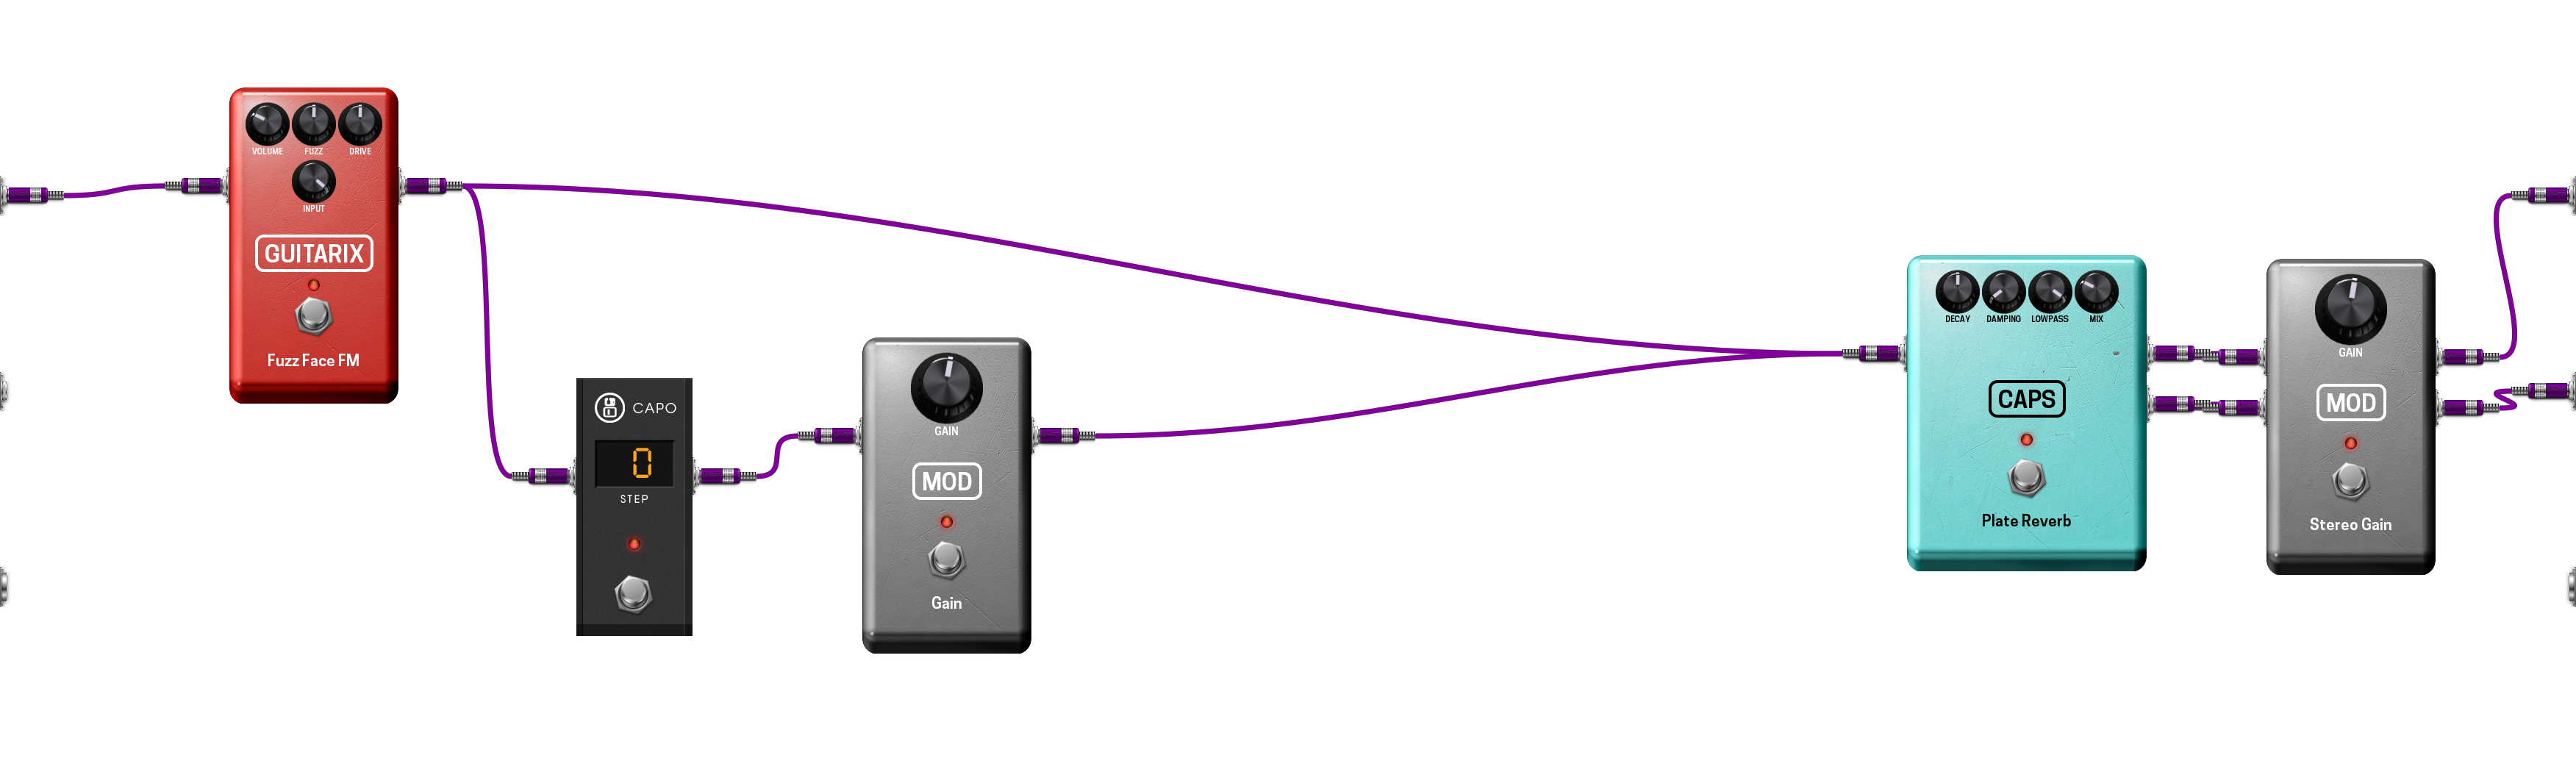 VOLUME FUZZ DRIVE
INPUT
GUITARIX
Fuzz Face FM
CAPO
0
STEP
GAIN
MOD
Gain
DECAY DAMPING LOWPASS MIX
CAPS
Plate Reverb
GAIN
MOD
Stereo Gain